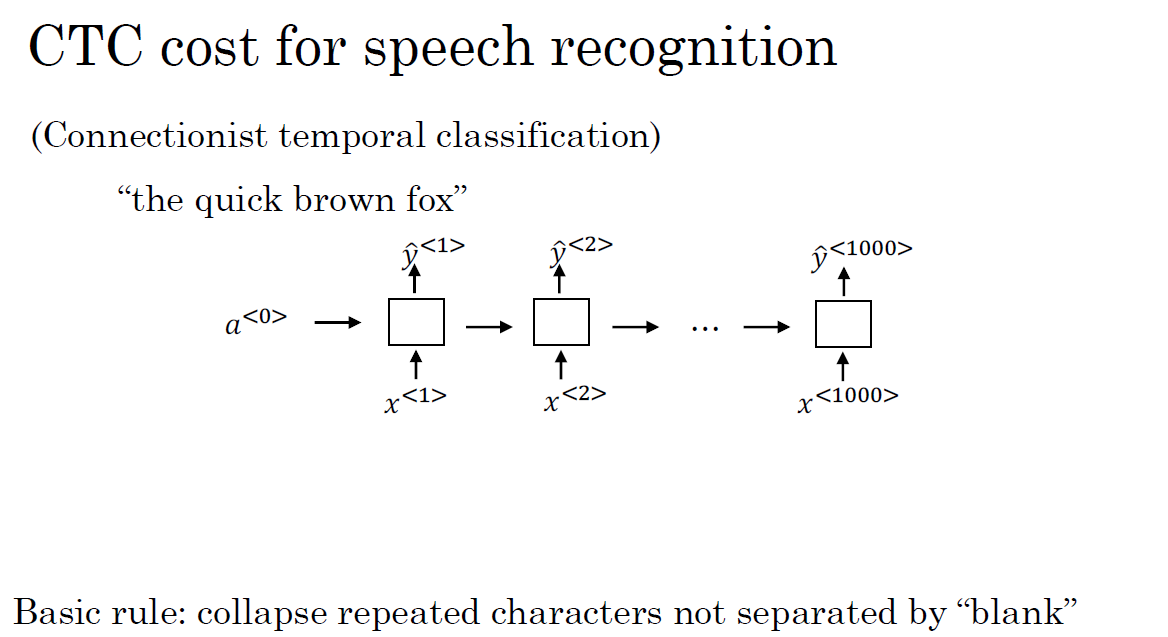 CTC cost for speech recognition
(Connectionist temporal classification)
“the quick brown fox”
ŷ<1> ŷ<2> ŷ<1000>
a<0> ...
x<1> x<2> x<1000>
Basic rule: collapse repeated characters not separated by “blank”